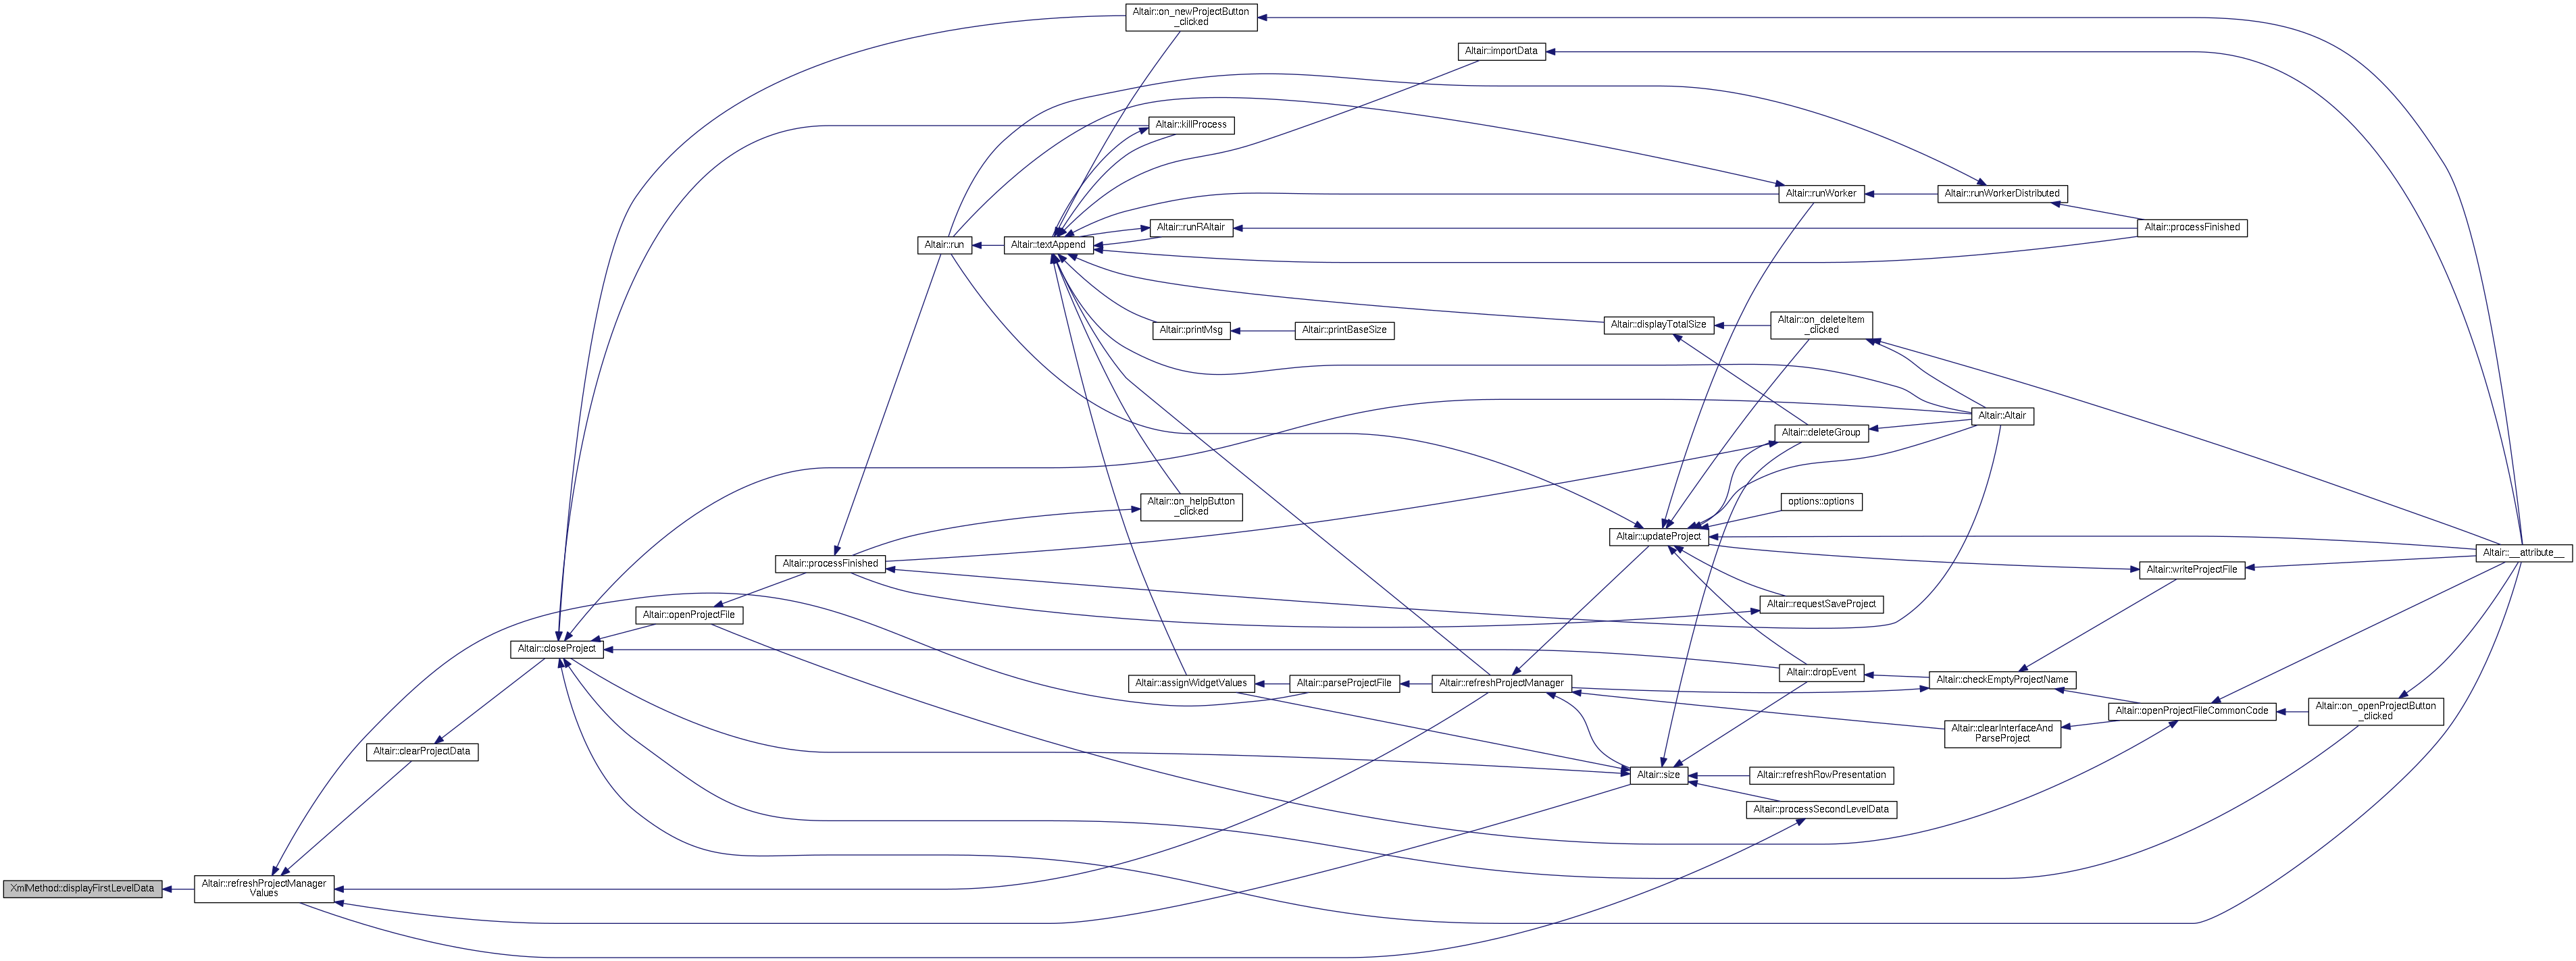 Altair::on_newProjectButton
_clicked
Altair::importData
Altair::killProcess
Altair::runWorker
Altair::runWorkerDistributed
Altair::runRAltair
Altair::processFinished
Altair::run
Altair::textAppend
Altair::displayTotalSize
Altair::on_deleteItem
_clicked
Altair::printMsg
Altair::printBaseSize
Altair::Altair
Altair::deleteGroup
Altair::on_helpButton
_clicked
options::options
Altair::updateProject
Altair::__attribute__
Altair::processFinished
Altair::writeProjectFile
Altair::requestSaveProject
Altair::openProjectFile
Altair::closeProject
Altair::dropEvent
Altair::checkEmptyProjectName
Altair::assignWidgetValues
Altair::parseProjectFile
Altair::refreshProjectManager
Altair::openProjectFileCommonCode
Altair::on_openProjectButton
_clicked
Altair::clearInterfaceAnd
ParseProject
Altair::clearProjectData
Altair::size
Altair::refreshRowPresentation
Altair::processSecondLevelData
XmlMethod::displayFirstLevelData
Altair::refreshProjectManager
Values